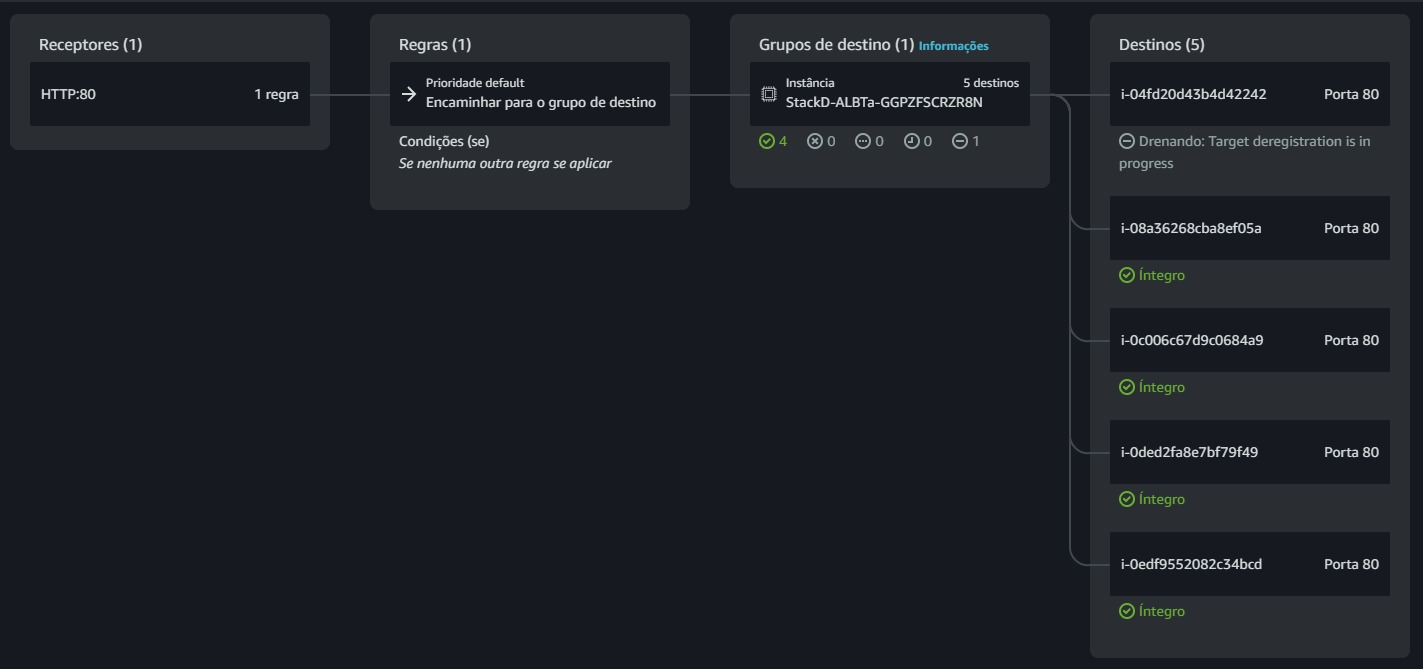 Receptores (1)
HTTP:80 1 regra
Regras (1)
Prioridade default
Encaminhar para o grupo de destino
Condições (se)
Se nenhuma outra regra se aplicar
Grupos de destino (1) Informações
Instância 5 destinos
StackD-ALBTa-GGPZFSCRZR8N
4 0 0 0 1
Destinos (5)
i-04fd20d43b4d42242 Porta 80
Drenando: Target deregistration is in
progress
i-08a36268cba8ef05a Porta 80
Íntegro
i-0c006c67d9c0684a9 Porta 80
Íntegro
i-0ded2fa8e7bf79f49 Porta 80
Íntegro
i-0edf9552082c34bcd Porta 80
Íntegro